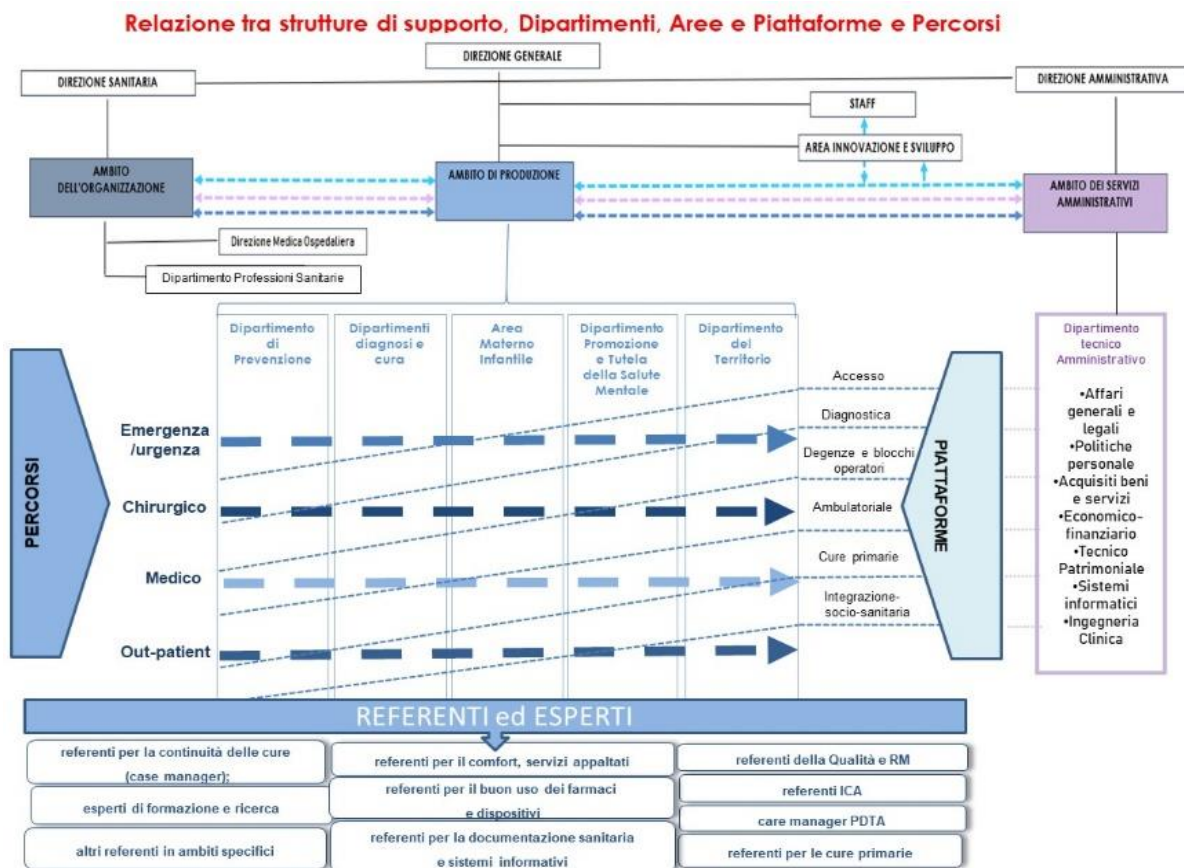 Relazione tra strutture di supporto, Dipartimenti, Aree e Piattaforme e Percorsi
DIREZIONE GENERALE
DIREZIONE SANITARIA
DIREZIONE AMMINISTRATIVA
STAFF
AREA INNOVAZIONE E SVILUPPO
AMBITO
DELL'ORGANIZZAZIONE
AMBITO DI PRODUZIONE
AMBITO DEI SERVIZI
AMMINISTRATIVI
Direzione Medica Ospedaliera
Dipartimento Professioni Sanitarie
Dipartimento
di
Prevenzione
Dipartimenti
diagnosi e
cura
Area
Materno
Infantile
Dipartimento
Promozione
e Tutela
della Salute
Mentale
Dipartimento
del
Territorio
PERCORSI
Emergenza
/urgenza
Chirurgico
Medico
Out-patient
Accesso
Diagnostica
Degenze e blocchi
operatori
Ambulatoriale
Cure primarie
Integrazione-
socio-sanitaria
PIATTAFORME
Dipartimento
tecnico
Amministrativo
•Affari
generali e
legali
•Politiche
personale
•Acquisiti beni
e servizi
•Economico-
finanziario
•Tecnico
Patrimoniale
•Sistemi
informatici
•Ingegneria
Clinica
REFERENTI ed ESPERTI
referenti per la continuità delle cure
(case manager);
esperti di formazione e ricerca
altri referenti in ambiti specifici
referenti per il comfort, servizi appaltati
referenti per il buon uso dei farmaci
e dispositivi
referenti per la documentazione sanitaria
e sistemi informativi
referenti della Qualità e RM
referenti ICA
care manager PDTA
referenti per le cure primarie